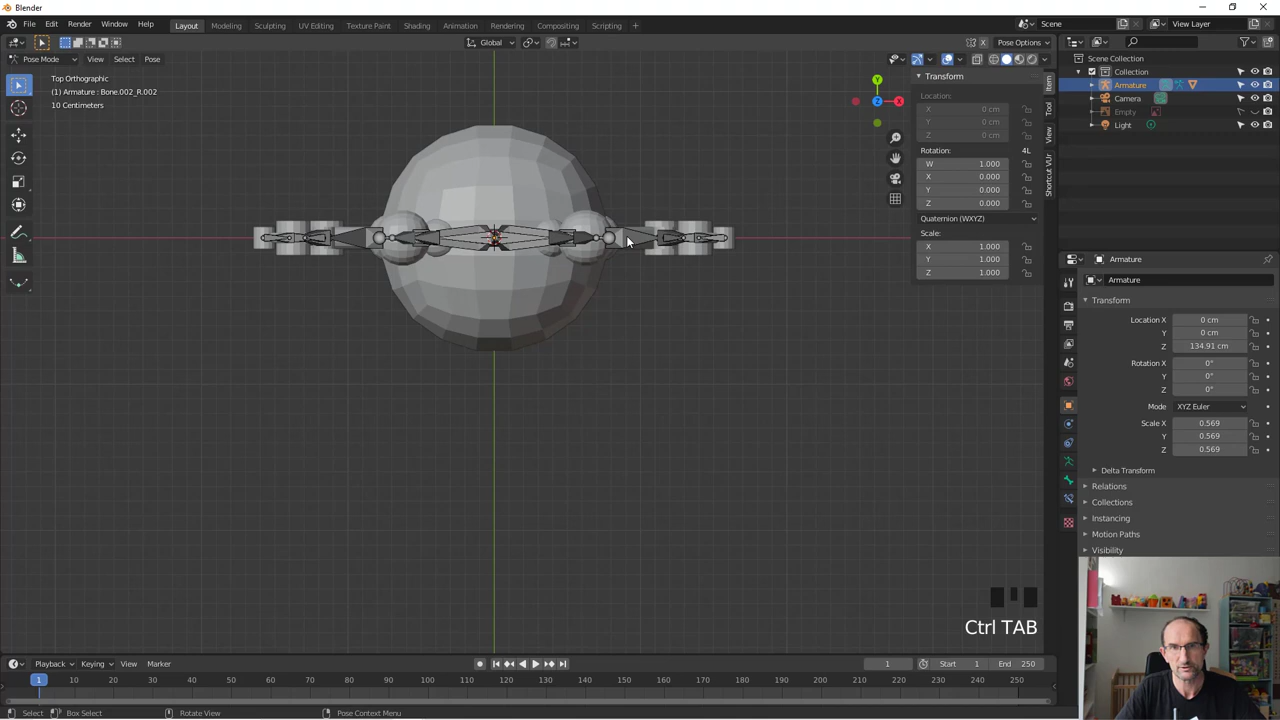 Blender
File Edit Render Window Help
Layout Modeling Sculpting UV Editing Texture Paint Shading Animation Rendering Compositing Scripting +
Scene View Layer
Global
Pose Options
Pose Mode View Select Pose
Top Orthographic
(1) Armature : Bone.002_R.002
10 Centimeters
Y
X
Z
Transform
Location:
X 0 cm
Y 0 cm
Z 0 cm
Rotation: 4L
W 1.000
X 0.000
Y 0.000
Z 0.000
Quaternion (WXYZ)
Scale:
X 1.000
Y 1.000
Z 1.000
Item
Tool
View
Shortcut VUr
Scene Collection
Collection
Armature
Camera
Empty
Light
Armature
Armature
Transform
Location X 0 cm
Y 0 cm
Z 134.91 cm
Rotation X 0°
Y 0°
Z 0°
Mode XYZ Euler
Scale X 0.569
Y 0.569
Z 0.569
Delta Transform
Relations
Collections
Instancing
Motion Paths
Visibility
Ctrl TAB
Playback Keying View Marker
1 Start 1 End 250
1 10 20 30 40 50 60 70 80 90 100 110 120 130 140 150 160 170 180 190 200 210 220 230 240 250
Select Box Select Rotate View Pose Context Menu